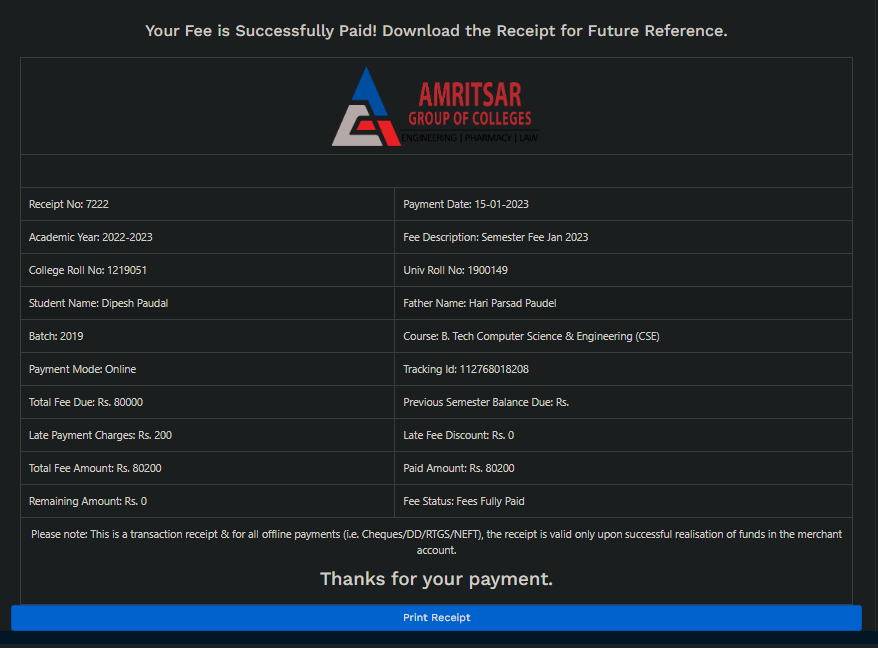 Your Fee is Successfully Paid! Download the Receipt for Future Reference.
AMRITSAR
GROUP OF COLLEGES
ENGINEERING | PHARMACY | LAW
Receipt No: 7222
Payment Date: 15-01-2023
Academic Year: 2022-2023
Fee Description: Semester Fee Jan 2023
College Roll No: 1219051
Univ Roll No: 1900149
Student Name: Dipesh Paudal
Father Name: Hari Parsad Paudel
Batch: 2019
Course: B. Tech Computer Science & Engineering (CSE)
Payment Mode: Online
Tracking Id: 112768018208
Total Fee Due: Rs. 80000
Previous Semester Balance Due: Rs.
Late Payment Charges: Rs. 200
Late Fee Discount: Rs. 0
Total Fee Amount: Rs. 80200
Paid Amount: Rs. 80200
Remaining Amount: Rs. 0
Fee Status: Fees Fully Paid
Please note: This is a transaction receipt & for all offline payments (i.e. Cheques/DD/RTGS/NEFT), the receipt is valid only upon successful realisation of funds in the merchant
account.
Thanks for your payment.
Print Receipt